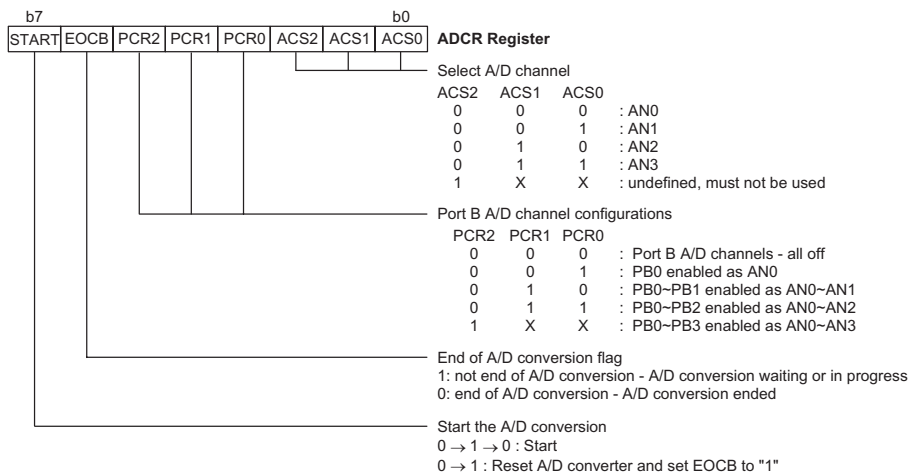 b7 b0
START EOCB PCR2 PCR1 PCR0 ACS2 ACS1 ACS0 ADCR Register
Select A/D channel
ACS2 ACS1 ACS0
0 0 0 : AN0
0 0 1 : AN1
0 1 0 : AN2
0 1 1 : AN3
1 X X : undefined, must not be used
Port B A/D channel configurations
PCR2 PCR1 PCR0
0 0 0 : Port B A/D channels - all off
0 0 1 : PB0 enabled as AN0
0 1 0 : PB0~PB1 enabled as AN0~AN1
0 1 1 : PB0~PB2 enabled as AN0~AN2
1 X X : PB0~PB3 enabled as AN0~AN3
End of A/D conversion flag
1: not end of A/D conversion - A/D conversion waiting or in progress
0: end of A/D conversion - A/D conversion ended
Start the A/D conversion
0 → 1 → 0 : Start
0 → 1 : Reset A/D converter and set EOCB to "1"